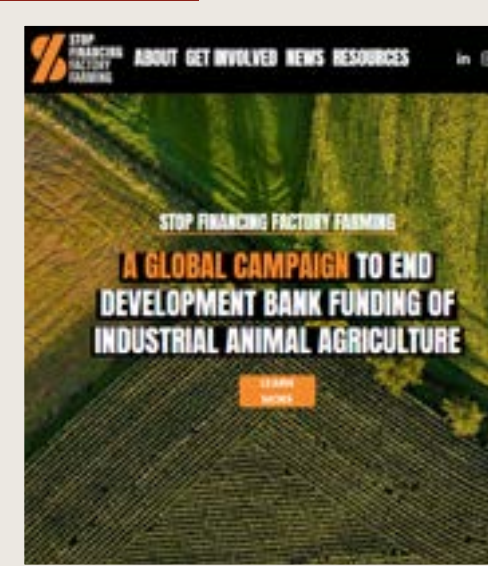 STOP
FINANCING
FACTORY
FARMING
ABOUT GET INVOLVED NEWS RESOURCES
in
STOP FINANCING FACTORY FARMING
A GLOBAL CAMPAIGN TO END
DEVELOPMENT BANK FUNDING OF
INDUSTRIAL ANIMAL AGRICULTURE
LEARN
MORE